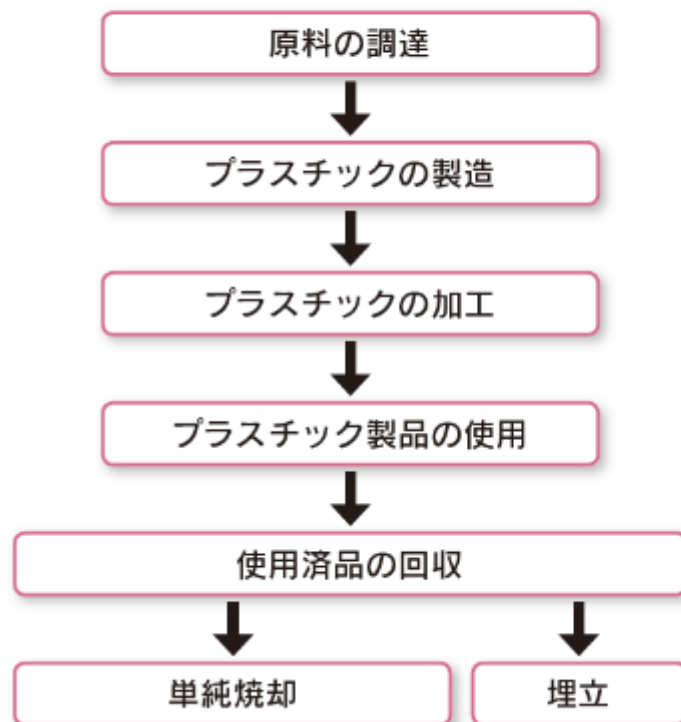 原料の調達
プラスチックの製造
プラスチックの加工
プラスチック製品の使用
使用済品の回収
単純焼却
埋立